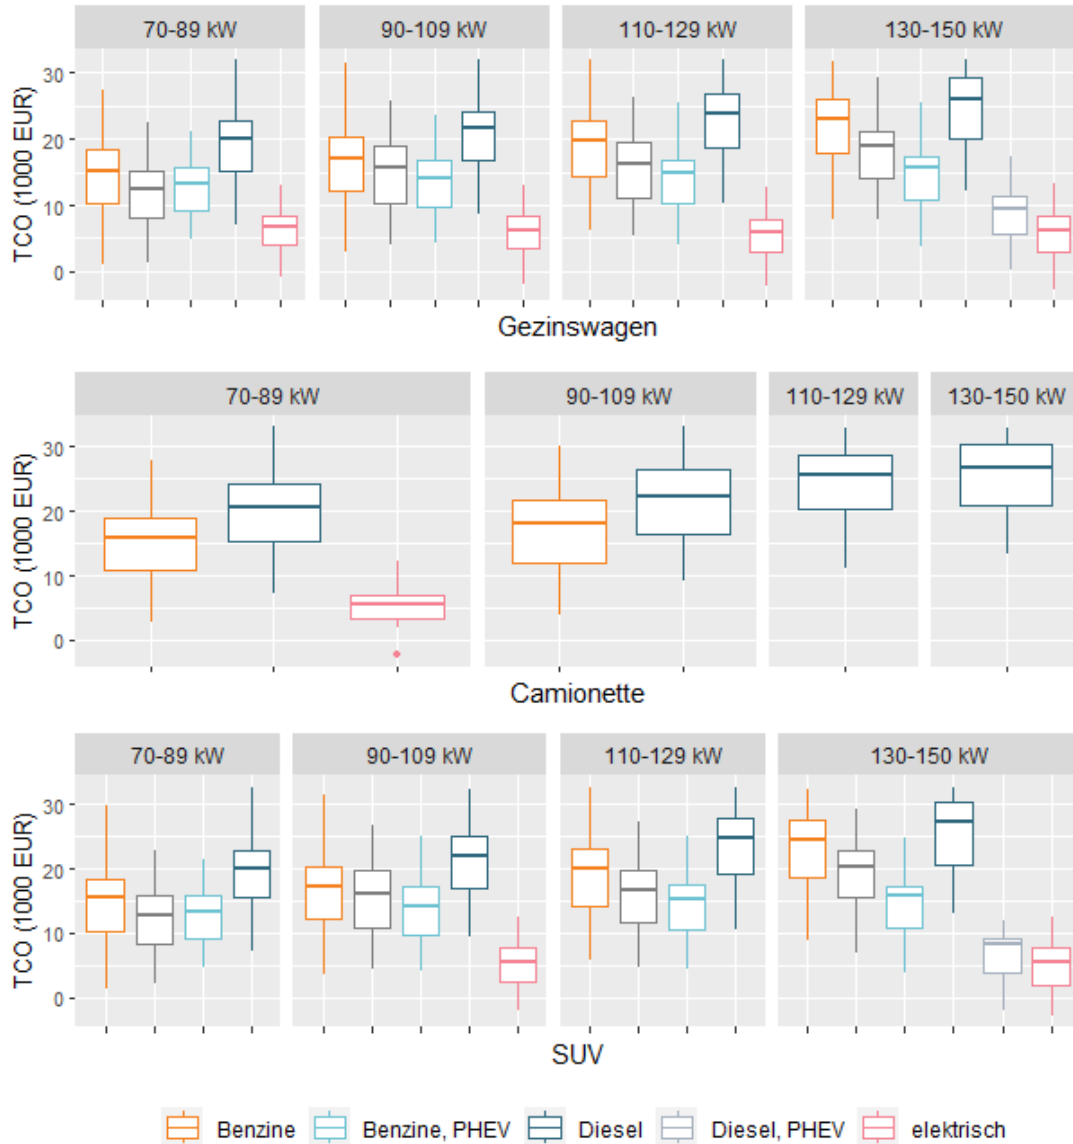 70-89 kW 90-109 kW 110-129 kW 130-150 kW
30
20
10
0
TCO (1000 EUR)
Gezinswagen
70-89 kW 90-109 kW 110-129 kW 130-150 kW
30
20
10
0
TCO (1000 EUR)
Camionette
70-89 kW 90-109 kW 110-129 kW 130-150 kW
30
20
10
0
TCO (1000 EUR)
SUV
Benzine Benzine, PHEV Diesel Diesel, PHEV elektrisch